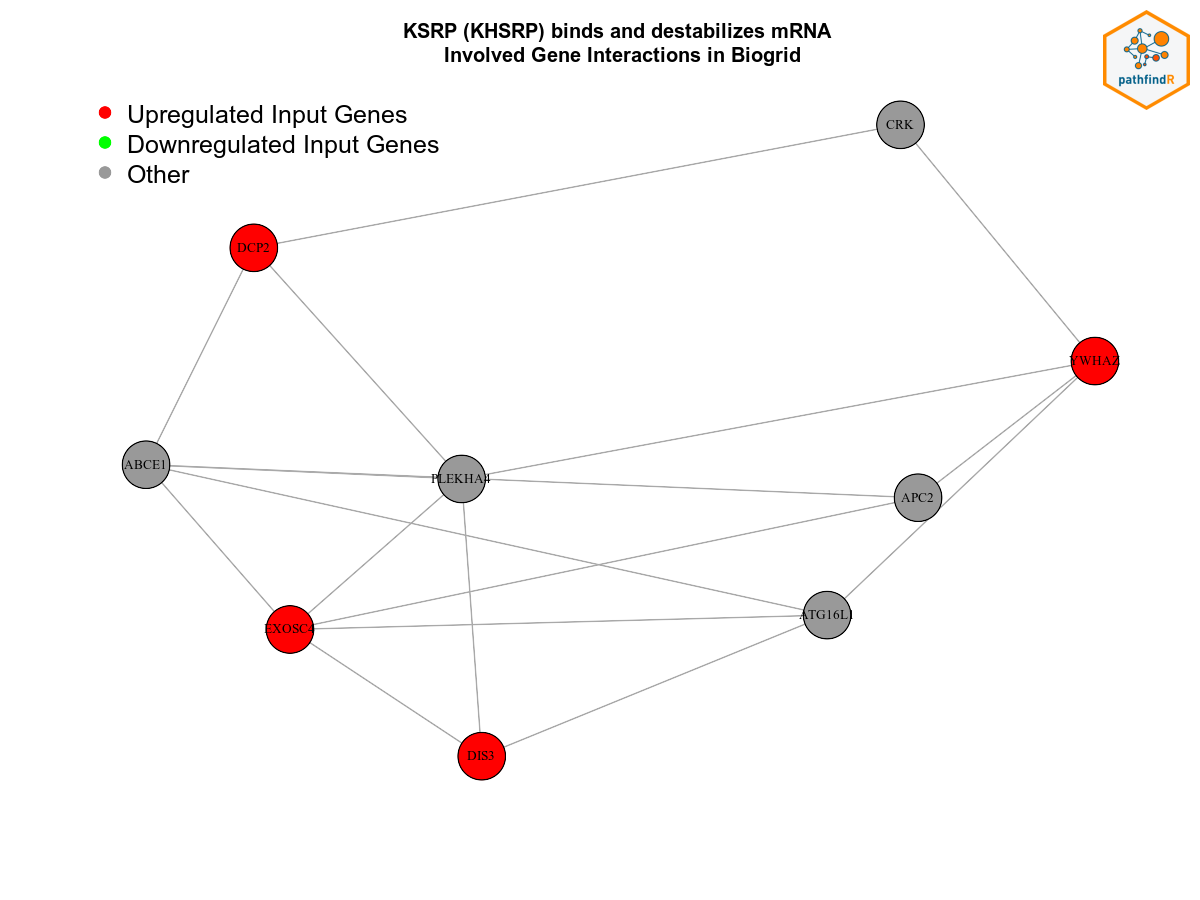 KSRP (KHSRP) binds and destabilizes mRNA
Involved Gene Interactions in Biogrid
pathfindR
Upregulated Input Genes
Downregulated Input Genes
Other
CRK
DCP2
YWHAZ
ABCE1
PLEKHA4
APC2
ATG16L1
EXOSC4
DIS3